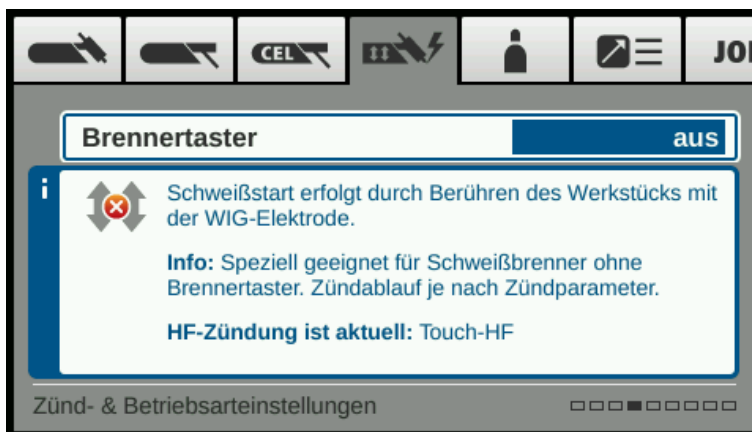 CEL
Brennertaster
aus
i
Schweißstart erfolgt durch Berühren des Werkstücks mit
der WIG-Elektrode.
Info: Speziell geeignet für Schweißbrenner ohne
Brennertaster. Zündablauf je nach Zündparameter.
HF-Zündung ist aktuell: Touch-HF
Zünd- & Betriebsarteinstellungen